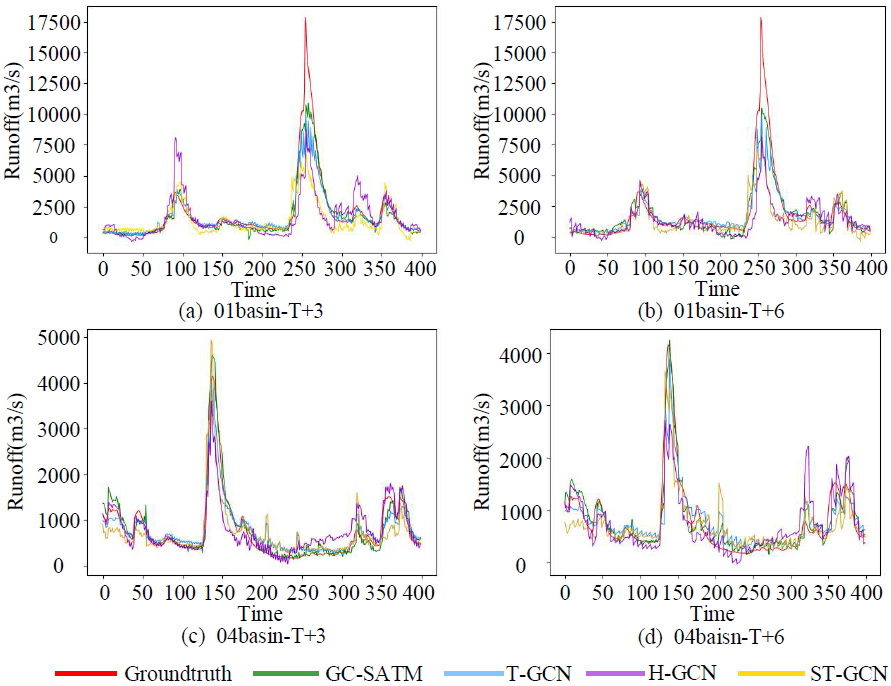 17500
15000
12500
10000
7500
5000
2500
0
Runoff(m3/s)
0 50 100 150 200 250 300 350 400
Time
(a) 01basin-T+3
17500
15000
12500
10000
7500
5000
2500
0
Runoff(m3/s)
0 50 100 150 200 250 300 350 400
Time
(b) 01basin-T+6
5000
4000
3000
2000
1000
0
Runoff(m3/s)
0 50 100 150 200 250 300 350 400
Time
(c) 04basin-T+3
4000
3000
2000
1000
0
Runoff(m3/s)
0 50 100 150 200 250 300 350 400
Time
(d) 04baisn-T+6
Groundtruth GC-SATM T-GCN H-GCN ST-GCN